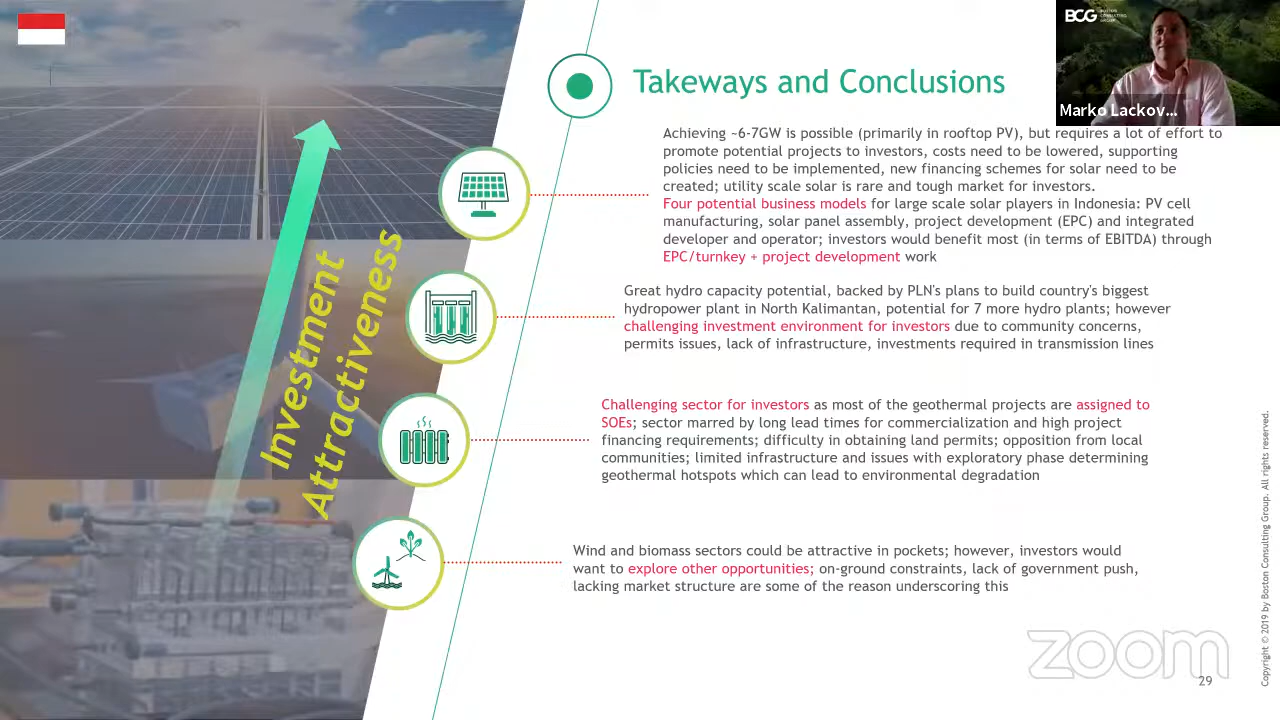 BCG
BOSTON
CONSULTING
GROUP
Marko Lackov...
Takeways and Conclusions
Achieving ~6-7GW is possible (primarily in rooftop PV), but requires a lot of effort to
promote potential projects to investors, costs need to be lowered, supporting
policies need to be implemented, new financing schemes for solar need to be
created; utility scale solar is rare and tough market for investors.
Four potential business models for large scale solar players in Indonesia: PV cell
manufacturing, solar panel assembly, project development (EPC) and integrated
developer and operator; investors would benefit most (in terms of EBITDA) through
EPC/turnkey + project development work
Investment
Attractiveness
Great hydro capacity potential, backed by PLN's plans to build country's biggest
hydropower plant in North Kalimantan, potential for 7 more hydro plants; however
challenging investment environment for investors due to community concerns,
permits issues, lack of infrastructure, investments required in transmission lines
Challenging sector for investors as most of the geothermal projects are assigned to
SOEs; sector marred by long lead times for commercialization and high project
financing requirements; difficulty in obtaining land permits; opposition from local
communities; limited infrastructure and issues with exploratory phase determining
geothermal hotspots which can lead to environmental degradation
Wind and biomass sectors could be attractive in pockets; however, investors would
want to explore other opportunities; on-ground constraints, lack of government push,
lacking market structure are some of the reason underscoring this
zoom
29
Copyright © 2019 by Boston Consulting Group. All rights reserved.